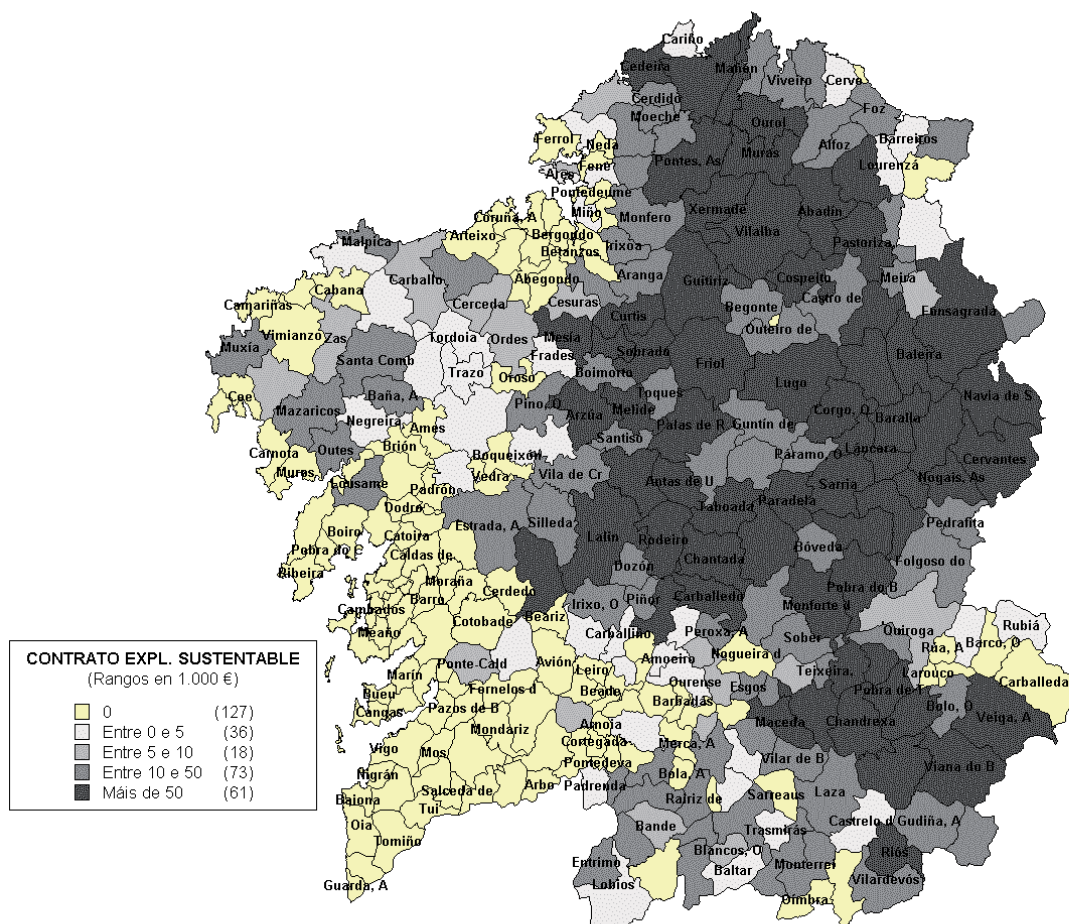 Cariño
Cedeira
Mañón
Viveiro
Cervo
Cerdido
Moeche
Foz
Ourol
Ferrol
Neda
Barreiros
Alfoz
Muras
Fene
Pontes, As
Lourenzá
Ares
Pontedeume
Miño
Xermade
Abadín
Coruña, A
Monfero
Vilalba
Arteixo
Bergondo
Malpica
Irixoa
Pastoriza,
Betanzos
Aranga
Carballo
Abegondo
Guitiriz
Cospeito
Meira
Cabana
Camariñas
Cerceda
Cesuras
Begonte
Castro de
Fonsagrada
Curtis
Outeiro de
Vimianzo
Tordoia
Ordes
Mesía
Muxía
Zas
Frades
Sobrado
Baleira
Santa Comb
Friol
Trazo
Boimorto
Oroso
Lugo
Cee
Baña, A
Toques
Navia de S
Pino, O
Mazaricos
Arzúa
Melide
Corgo, O
Baralla
Negreira,
Ames
Palas de R
Guntín de
Santiso
Brión
Outes
Carnota
Boqueixón
Láncara
Páramo, O
Cervantes
Muros
Vedra
Vila de Cr
Nogais, As
Lousame
Padrón
Antas de U
Sarria
Dodro
Paradela
Taboada
Boiro
Catoira
Estrada, A
Silleda
Pedrafita
Lalín
Rodeiro
Pobra do
Caldas de
Bóveda
Chantada
Folgoso do
Ribeira
Moraña
Dozón
Barro
Cerdedo
Piñor
Carballedo
Pobra do B
Cambados
Irixo, O
Monforte d
Meaño
Cotobade
Beariz
Carballiño
Peroxa, A
Sober
Quiroga
Rubiá
CONTRATO EXPL. SUSTENTABLE
(Rangos en 1.000 €)
0 (127)
Entre 0 e 5 (36)
Entre 5 e 10 (18)
Entre 10 e 50 (73)
Máis de 50 (61)
Ponte-Cald
Avión
Amoeiro
Nogueira d
Rúa, A
Barco, O
Marín
Leiro
Teixeira,
Larouco
Carballeda
Bueu
Fornelos d
Beade
Ourense
Esgos
Pobra de T
Cangas
Pazos de B
Barbadás
Bolo, O
Mondariz
Arnoia
Maceda
Chandrexa
Veiga, A
Vigo
Mos
Cortegada
Merca, A
Pontedeva
Vilar de B
Viana do B
Nigrán
Bola, A
Salceda de
Arbo
Padrenda
Baiona
Tui
Rairiz de
Sarreaus
Laza
Oia
Trasmirás
Castrelo d
Gudiña, A
Tomiño
Bande
Blancos, O
Riós
Entrimo
Baltar
Monterrei
Guarda, A
Lobios
Vilardevós
Oímbra